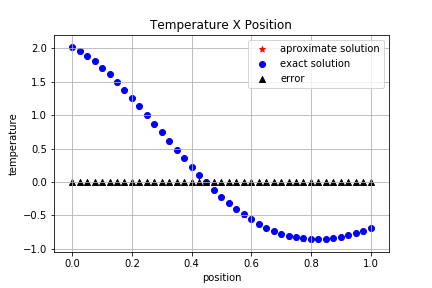 Temperature X Position
aproximate solution
exact solution
error
temperature
2.0
1.5
1.0
0.5
0.0
−0.5
−1.0
0.0 0.2 0.4 0.6 0.8 1.0
position